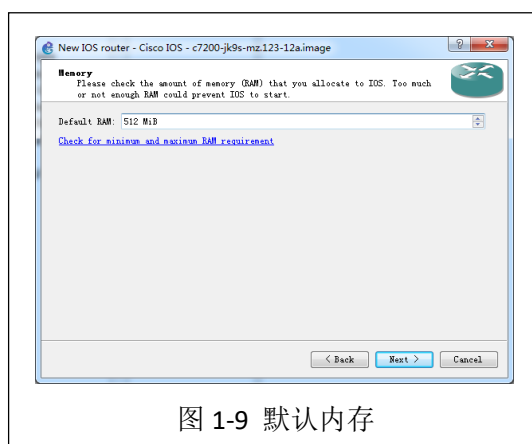 New IOS router - Cisco IOS - c7200-jk9s-mz.123-12a.image
Memory
Please check the amount of memory (RAM) that you allocate to IOS. Too much
or not enough RAM could prevent IOS to start.
Default RAM: 512 MiB
Check for minimum and maximum RAM requirement
< Back Next > Cancel
图 1-9 默认内存